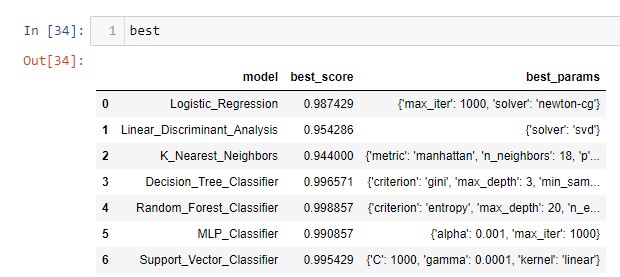 In [34]: 1 best
Out[34]:
model best_score best_params
0 Logistic_Regression 0.987429 {'max_iter': 1000, 'solver': 'newton-cg'}
1 Linear_Discriminant_Analysis 0.954286 {'solver': 'svd'}
2 K_Nearest_Neighbors 0.944000 {'metric': 'manhattan', 'n_neighbors': 18, 'p'...
3 Decision_Tree_Classifier 0.996571 {'criterion': 'gini', 'max_depth': 3, 'min_sam...
4 Random_Forest_Classifier 0.998857 {'criterion': 'entropy', 'max_depth': 20, 'n_e...
5 MLP_Classifier 0.990857 {'alpha': 0.001, 'max_iter': 1000}
6 Support_Vector_Classifier 0.995429 {'C': 1000, 'gamma': 0.0001, 'kernel': 'linear'}